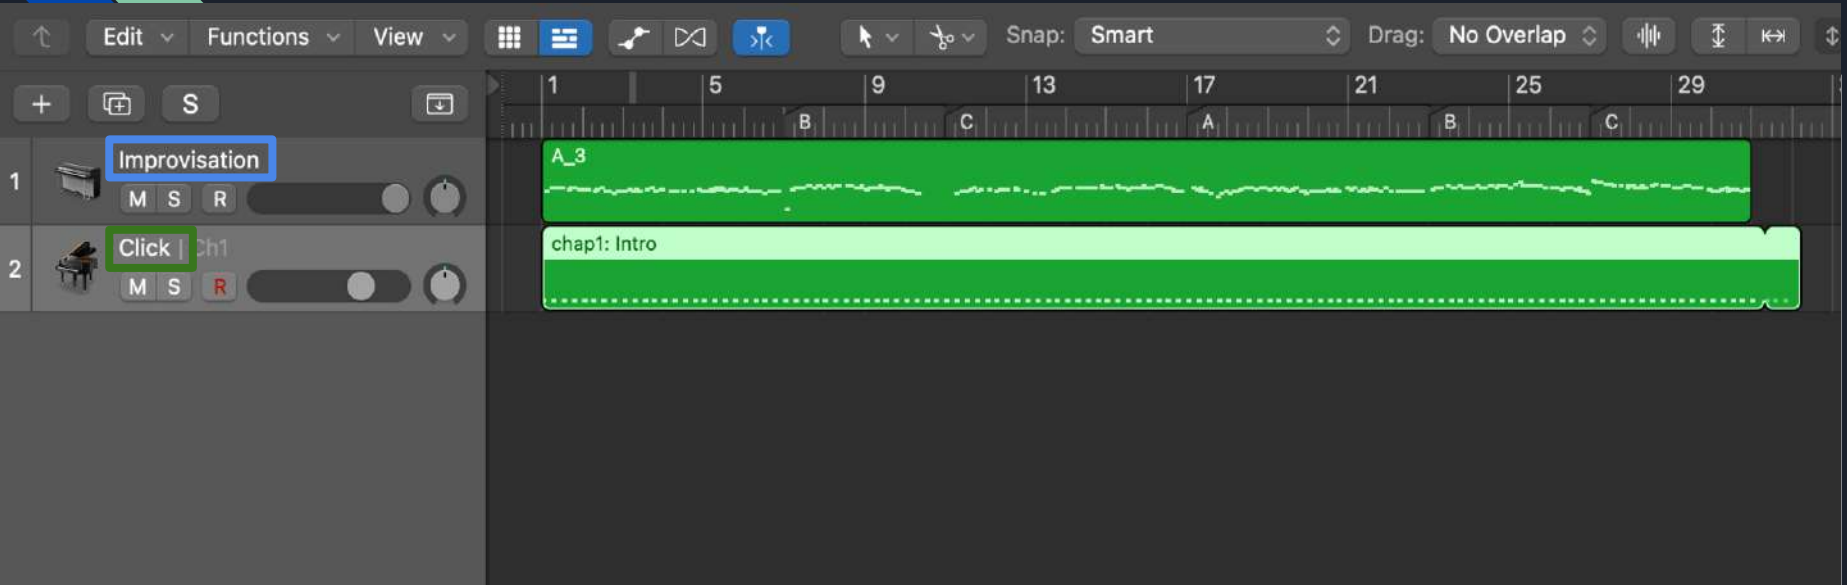 Edit Functions View Snap: Smart Drag: No Overlap
+ S 1 5 9 13 17 21 25 29
B C A B C
1 Improvisation A_3
M S R
2 Click | Ch1 chap1: Intro
M S R